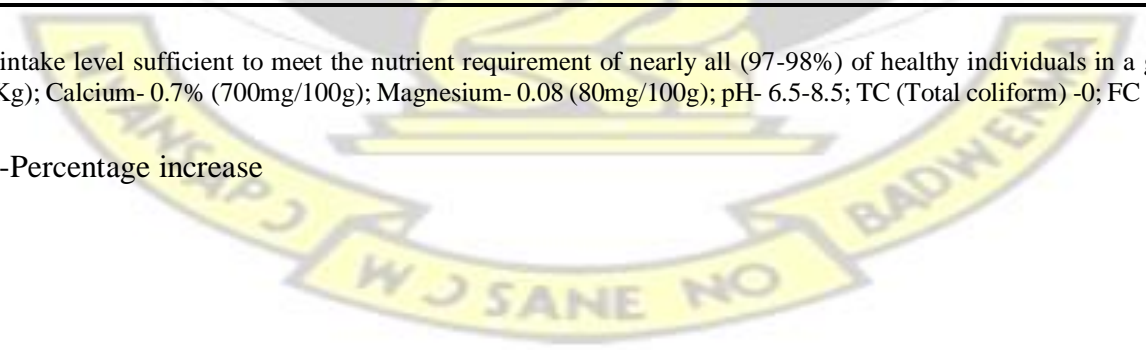 intake level sufficient to meet the nutrient requirement of nearly all (97-98%) of healthy individuals in a
Kg); Calcium- 0.7% (700mg/100g); Magnesium- 0.08 (80mg/100g); pH- 6.5-8.5; TC (Total coliform) -0; FC
-Percentage increase
WJ SANE NO
BADWENMA